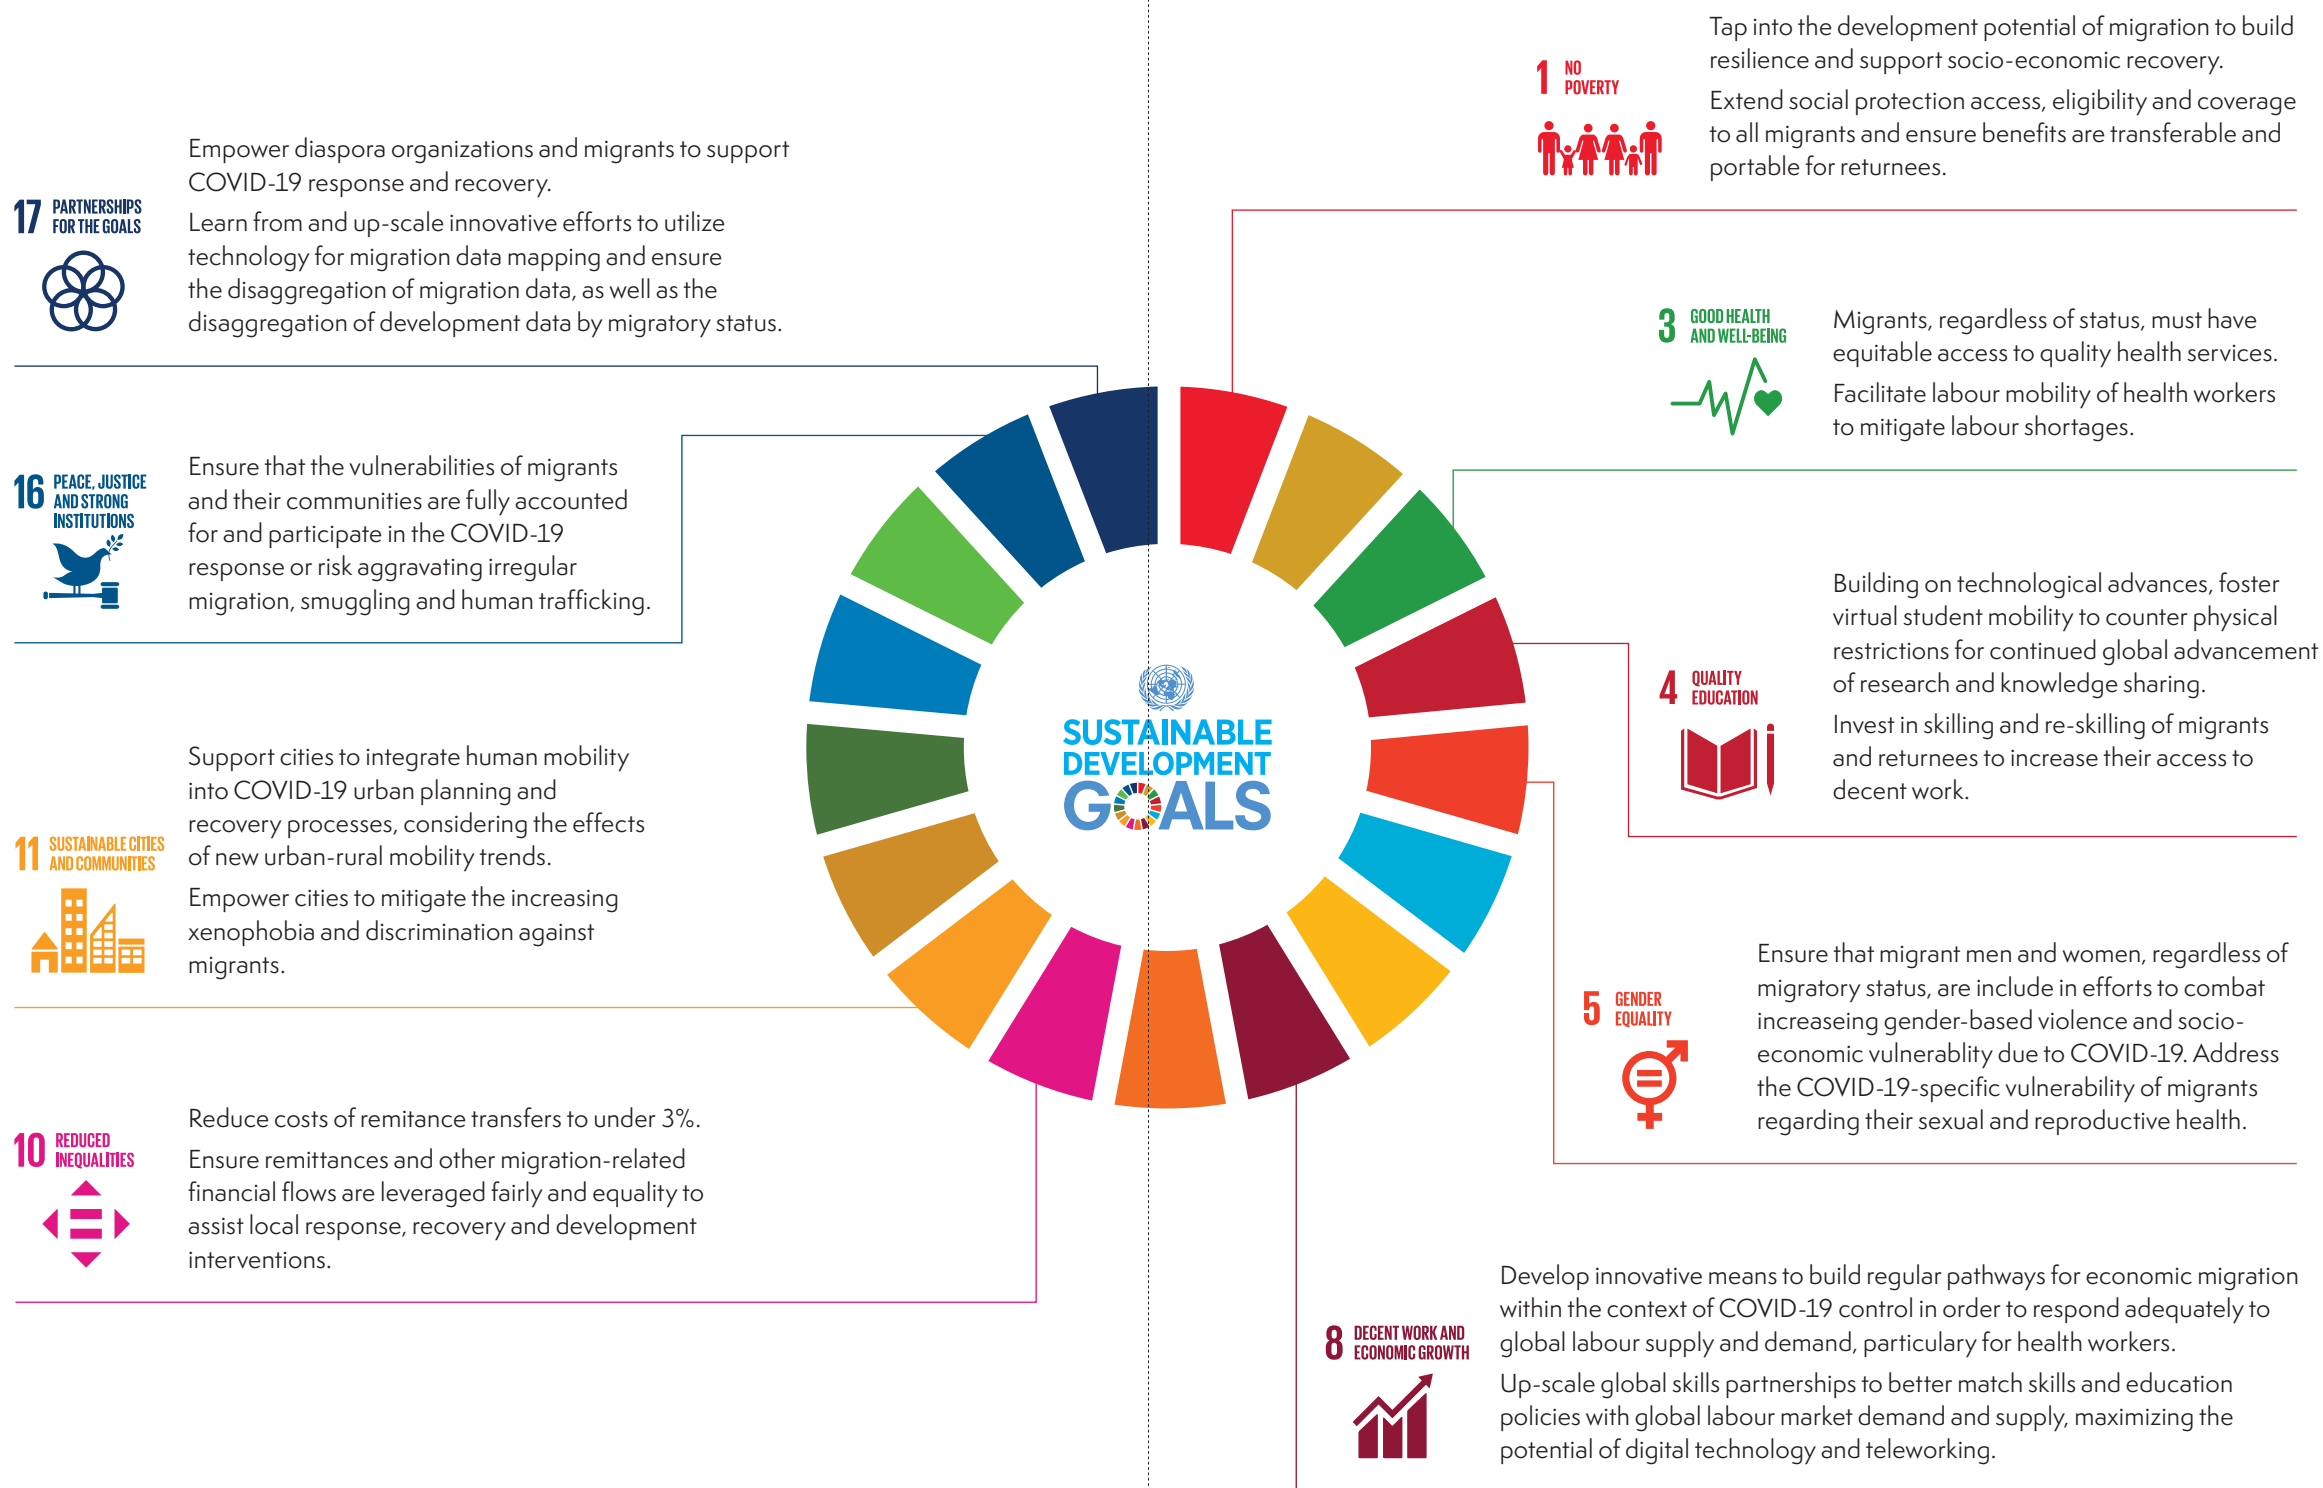 Tap into the development potential of migration to build
resilience and support socio-economic recovery.
Extend social protection access, eligibility and coverage
to all migrants and ensure benefits are transferable and
portable for returnees.
1 NO
POVERTY
Empower diaspora organizations and migrants to support
COVID-19 response and recovery.
Learn from and up-scale innovative efforts to utilize
technology for migration data mapping and ensure
the disaggregation of migration data, as well as the
disaggregation of development data by migratory status.
17 PARTNERSHIPS
FOR THE GOALS
3 GOOD HEALTH
AND WELL-BEING
Migrants, regardless of status, must have
equitable access to quality health services.
Facilitate labour mobility of health workers
to mitigate labour shortages.
16 PEACE, JUSTICE
AND STRONG
INSTITUTIONS
Ensure that the vulnerabilities of migrants
and their communities are fully accounted
for and participate in the COVID-19
response or risk aggravating irregular
migration, smuggling and human trafficking.
4 QUALITY
EDUCATION
Building on technological advances, foster
virtual student mobility to counter physical
restrictions for continued global advancement
of research and knowledge sharing.
Invest in skilling and re-skilling of migrants
and returnees to increase their access to
decent work.
SUSTAINABLE
DEVELOPMENT
GOALS
11 SUSTAINABLE CITIES
AND COMMUNITIES
Support cities to integrate human mobility
into COVID-19 urban planning and
recovery processes, considering the effects
of new urban-rural mobility trends.
Empower cities to mitigate the increasing
xenophobia and discrimination against
migrants.
5 GENDER
EQUALITY
Ensure that migrant men and women, regardless of
migratory status, are include in efforts to combat
increaseing gender-based violence and socio-
economic vulnerablity due to COVID-19. Address
the COVID-19-specific vulnerability of migrants
regarding their sexual and reproductive health.
10 REDUCED
INEQUALITIES
Reduce costs of remitance transfers to under 3%.
Ensure remittances and other migration-related
financial flows are leveraged fairly and equality to
assist local response, recovery and development
interventions.
8 DECENT WORK AND
ECONOMIC GROWTH
Develop innovative means to build regular pathways for economic migration
within the context of COVID-19 control in order to respond adequately to
global labour supply and demand, particulary for health workers.
Up-scale global skills partnerships to better match skills and education
policies with global labour market demand and supply, maximizing the
potential of digital technology and teleworking.